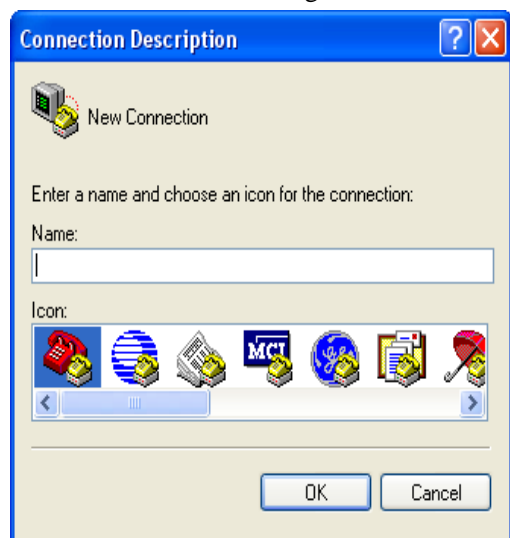 Connection Description
New Connection
Enter a name and choose an icon for the connection:
Name:
Icon:
MCI
OK
Cancel